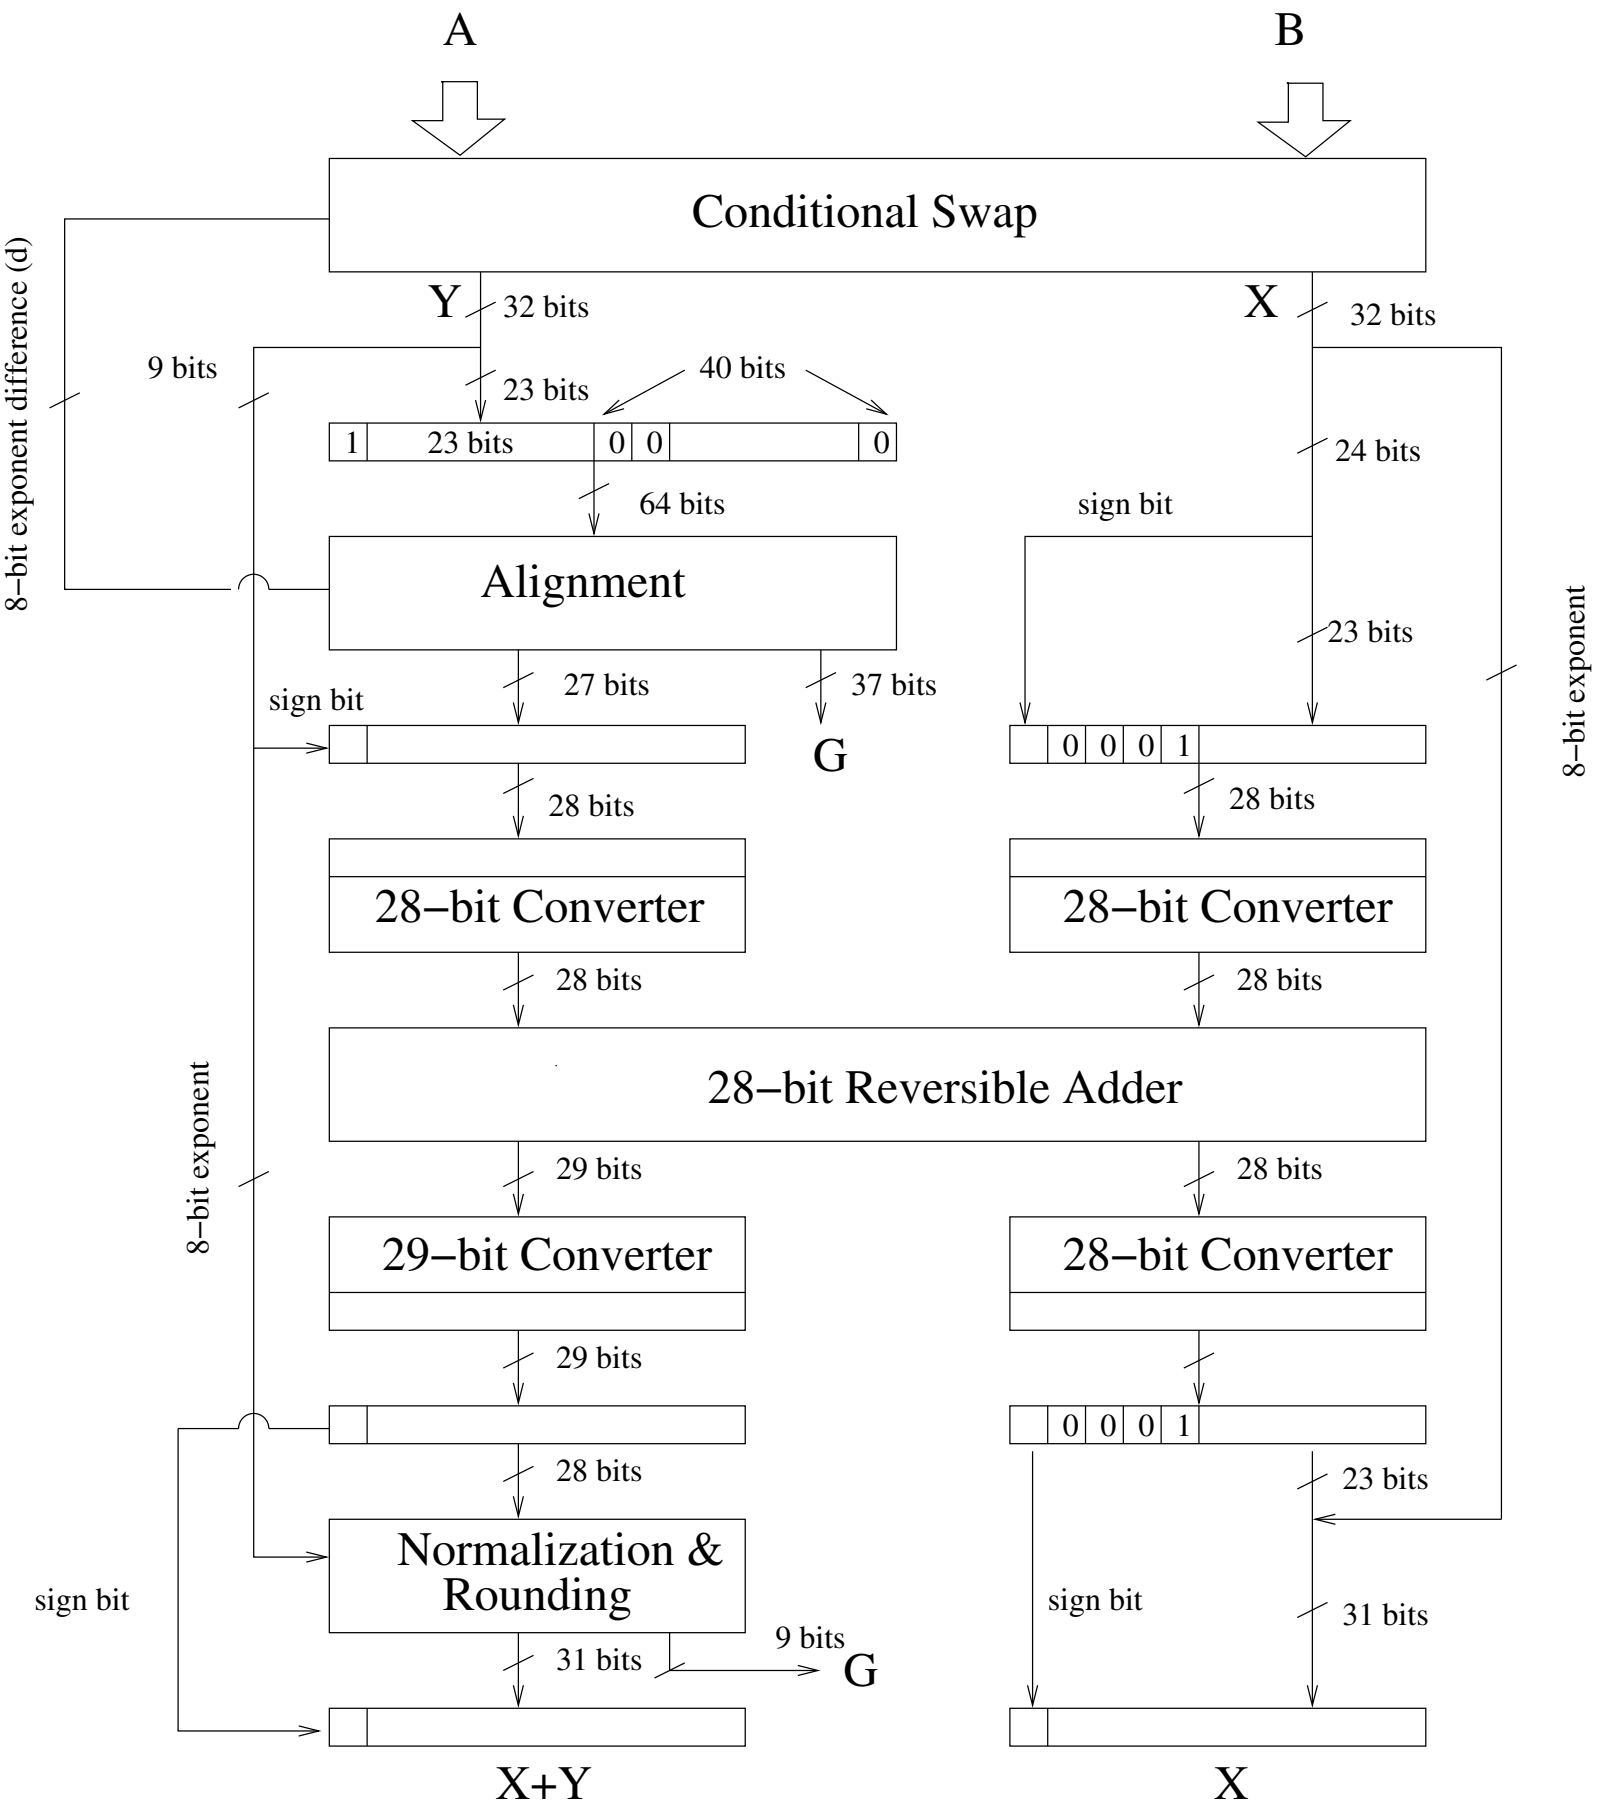 A
B
Conditional Swap
8−bit exponent difference (d)
Y
32 bits
X
32 bits
9 bits
23 bits
40 bits
1
23 bits
0
0
0
24 bits
64 bits
sign bit
Alignment
23 bits
8−bit exponent
27 bits
37 bits
sign bit
G
0
0
0
1
28 bits
28 bits
28−bit Converter
28−bit Converter
28 bits
28 bits
28−bit Reversible Adder
8−bit exponent
29 bits
28 bits
29−bit Converter
28−bit Converter
29 bits
0
0
0
1
28 bits
23 bits
Normalization &
Rounding
sign bit
sign bit
31 bits
31 bits
9 bits
G
X+Y
X